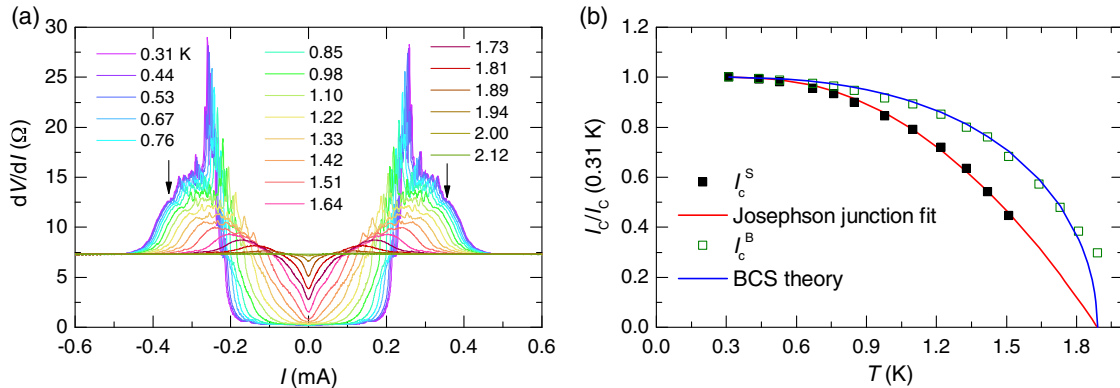 (a)
dV/dI (Ω)
30
25
20
15
10
5
0
0.31 K
0.44
0.53
0.67
0.76
0.85
0.98
1.10
1.22
1.33
1.42
1.51
1.64
1.73
1.81
1.89
1.94
2.00
2.12
-0.6 -0.4 -0.2 0.0 0.2 0.4 0.6
I (mA)
(b)
I_C/I_C (0.31 K)
1.2
1.0
0.8
0.6
0.4
0.2
0.0
I_c^S
Josephson junction fit
I_c^B
BCS theory
0.0 0.3 0.6 0.9 1.2 1.5 1.8
T (K)